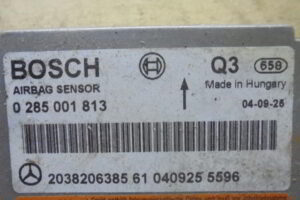 BOSCH
Q3 658
AIRBAG SENSOR
Made in Hungary
0 285 001 813
04-09-25
2038206385 61 040925 5596